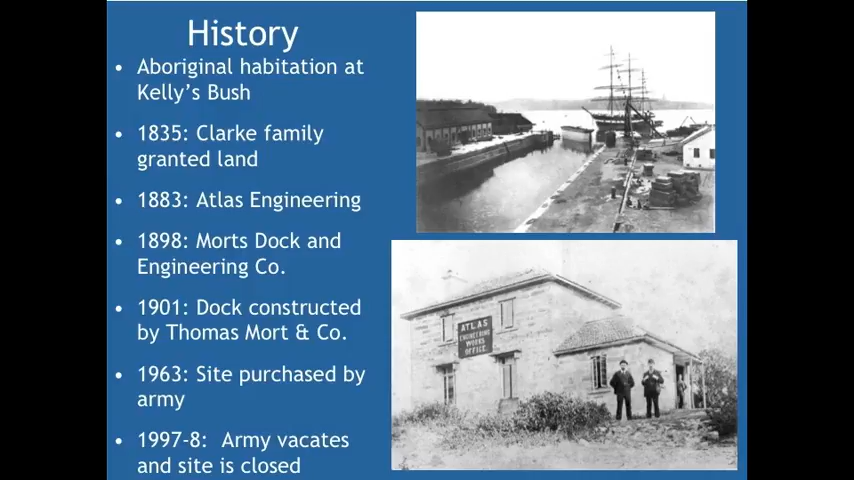 History
• Aboriginal habitation at
Kelly's Bush
• 1835: Clarke family
granted land
• 1883: Atlas Engineering
• 1898: Morts Dock and
Engineering Co.
• 1901: Dock constructed
by Thomas Mort & Co.
• 1963: Site purchased by
army
• 1997-8:  Army vacates
and site is closed
ATLAS
ENGINEERING
WORKS
OFFICE.